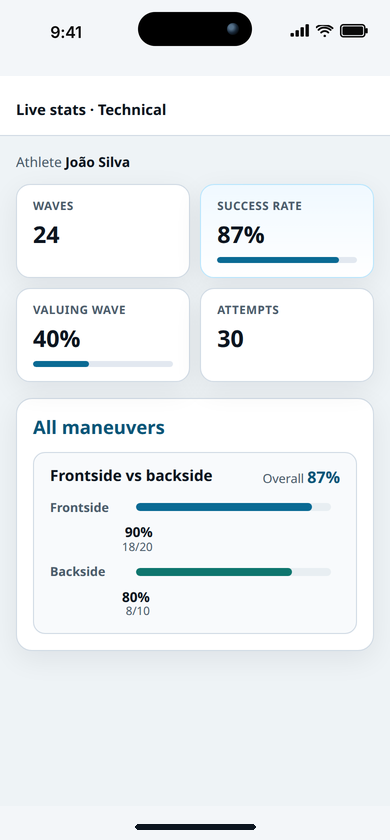 9:41
Live stats · Technical
Athlete João Silva
WAVES
24
SUCCESS RATE
87%
VALUING WAVE
40%
ATTEMPTS
30
All maneuvers
Frontside vs backside
Overall 87%
Frontside
90%
18/20
Backside
80%
8/10